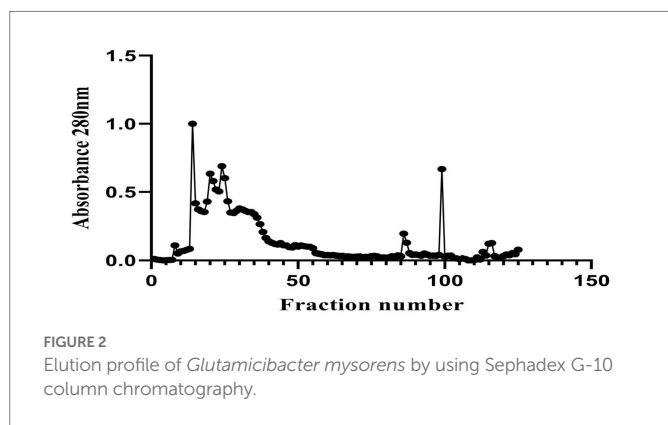 1.5
1.0
0.5
0.0
Absorbance 280nm
0
50
100
150
Fraction number
FIGURE 2
Elution profile of Glutamicibacter mysorens by using Sephadex G-10
column chromatography.